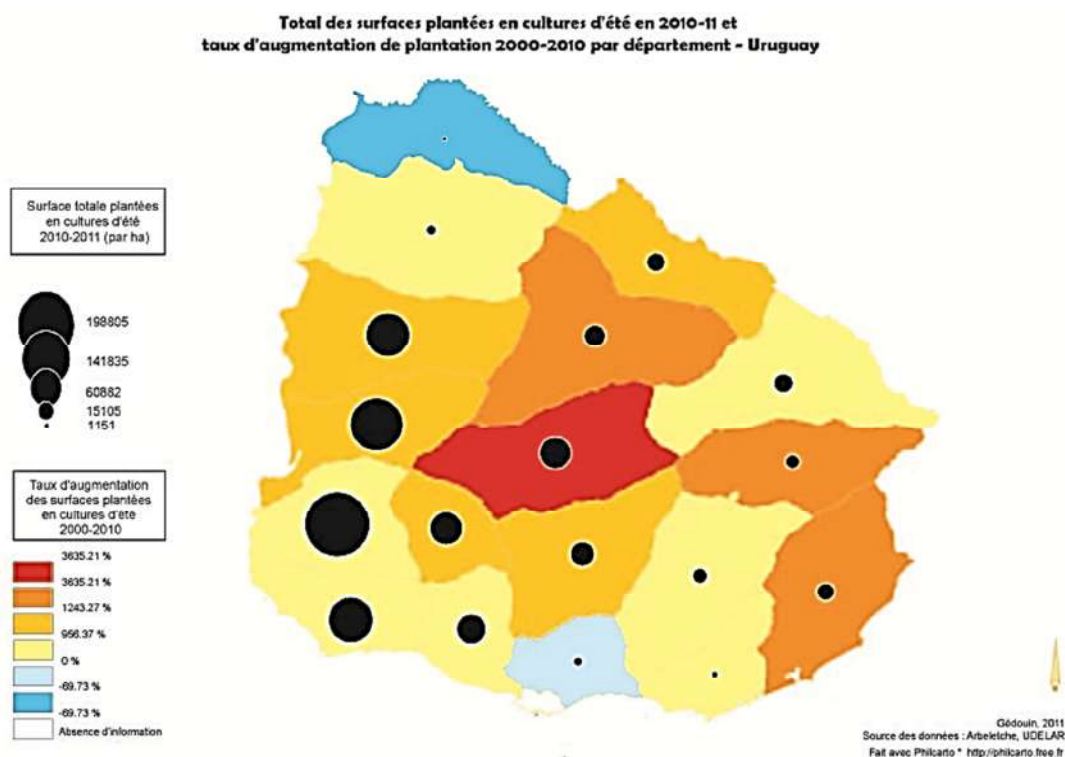 Total des surfaces plantées en cultures d'été en 2010-11 et
taux d'augmentation de plantation 2000-2010 par département - Uruguay
Surface totale plantées
en cultures d'été
2010-2011 (par ha)
198805
141835
60882
15105
1151
Taux d'augmentation
des surfaces plantées
en cultures d'été
2000-2010
3635.21 %
3635.21 %
1243.27 %
956.37 %
0 %
-69.73 %
-69.73 %
Absence d'information
Gédouin, 2011
Source des données : Arbeletche, UDELAR
Fait avec Philcarto * http://philcarto.free.fr